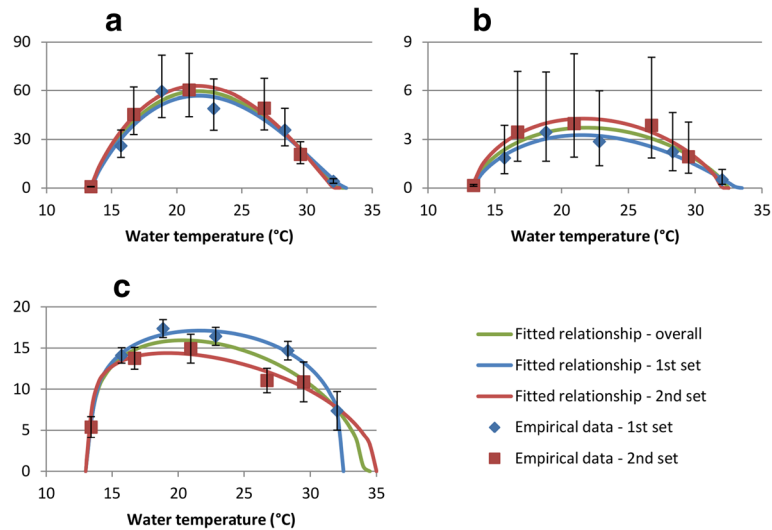 a
90
60
30
0
10 15 20 25 30 35
Water temperature (°C)
b
9
6
3
0
10 15 20 25 30 35
Water temperature (°C)
c
20
15
10
5
0
10 15 20 25 30 35
Water temperature (°C)
Fitted relationship - overall
Fitted relationship - 1st set
Fitted relationship - 2nd set
Empirical data - 1st set
Empirical data - 2nd set